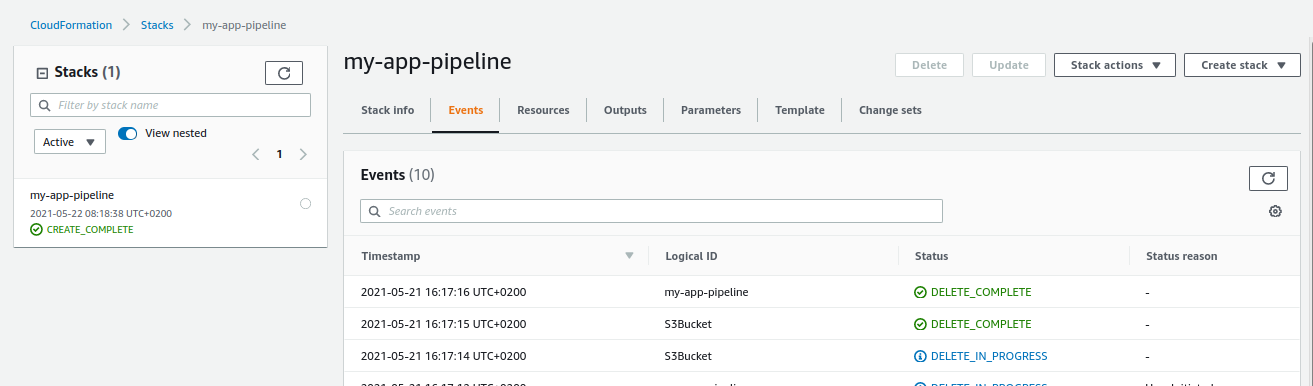 CloudFormation > Stacks > my-app-pipeline
Stacks (1)
Filter by stack name
Active
View nested
1
my-app-pipeline
2021-05-22 08:18:38 UTC+0200
CREATE_COMPLETE
my-app-pipeline
Delete Update Stack actions Create stack
Stack info Events Resources Outputs Parameters Template Change sets
Events (10)
Search events
Timestamp Logical ID Status Status reason
2021-05-21 16:17:16 UTC+0200 my-app-pipeline DELETE_COMPLETE -
2021-05-21 16:17:15 UTC+0200 S3Bucket DELETE_COMPLETE -
2021-05-21 16:17:14 UTC+0200 S3Bucket DELETE_IN_PROGRESS -